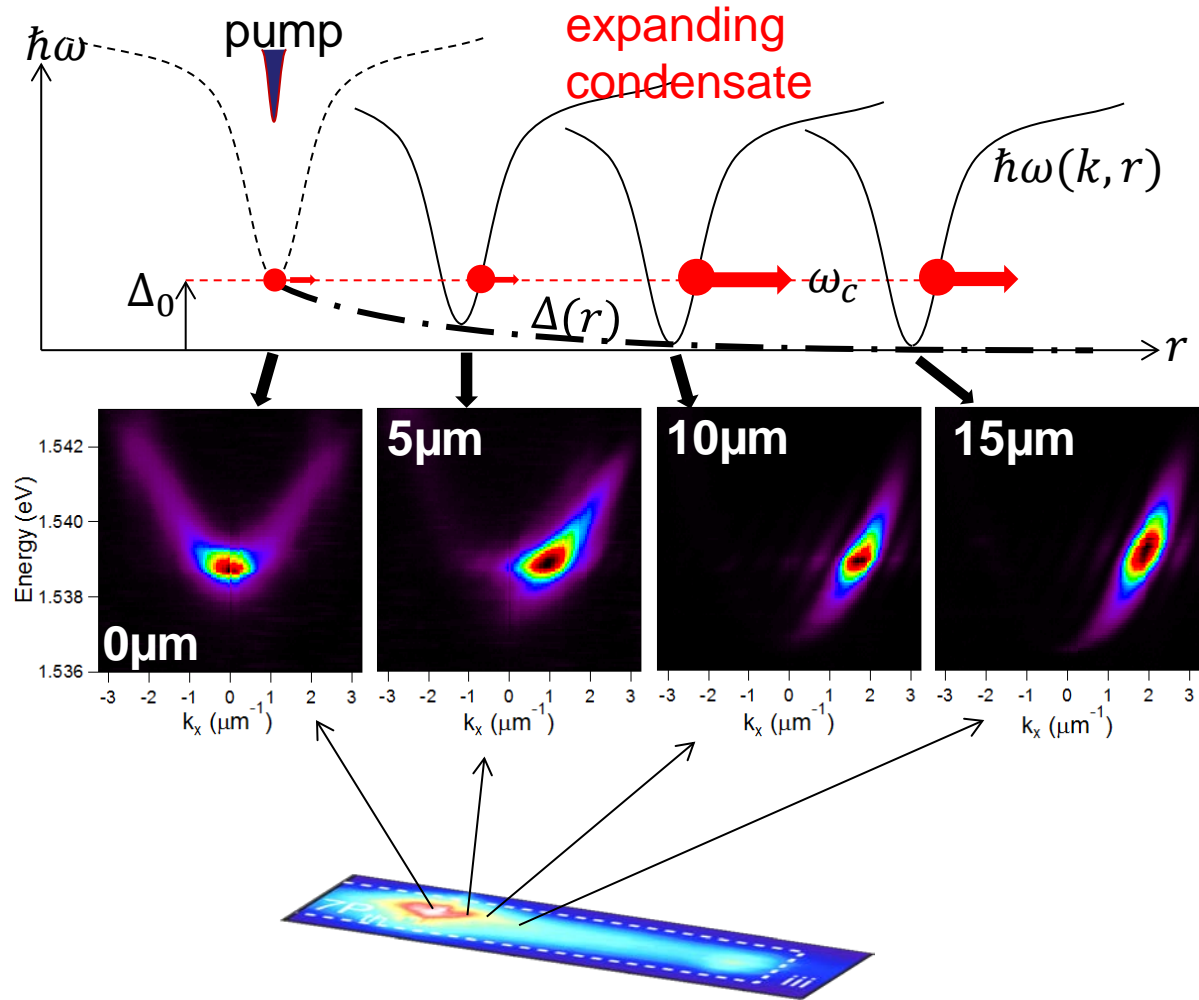 ℏω
pump
expanding
condensate
ℏω(k, r)
Δ₀
Δ(r)
ω_c
r
5µm
10µm
15µm
0µm
Energy (eV)
1.542
1.540
1.538
1.536
-3 -2 -1 0 1 2 3
-3 -2 -1 0 1 2 3
-3 -2 -1 0 1 2 3
-3 -2 -1 0 1 2 3
kₓ (µm⁻¹)
kₓ (µm⁻¹)
kₓ (µm⁻¹)
kₓ (µm⁻¹)
7P
iii